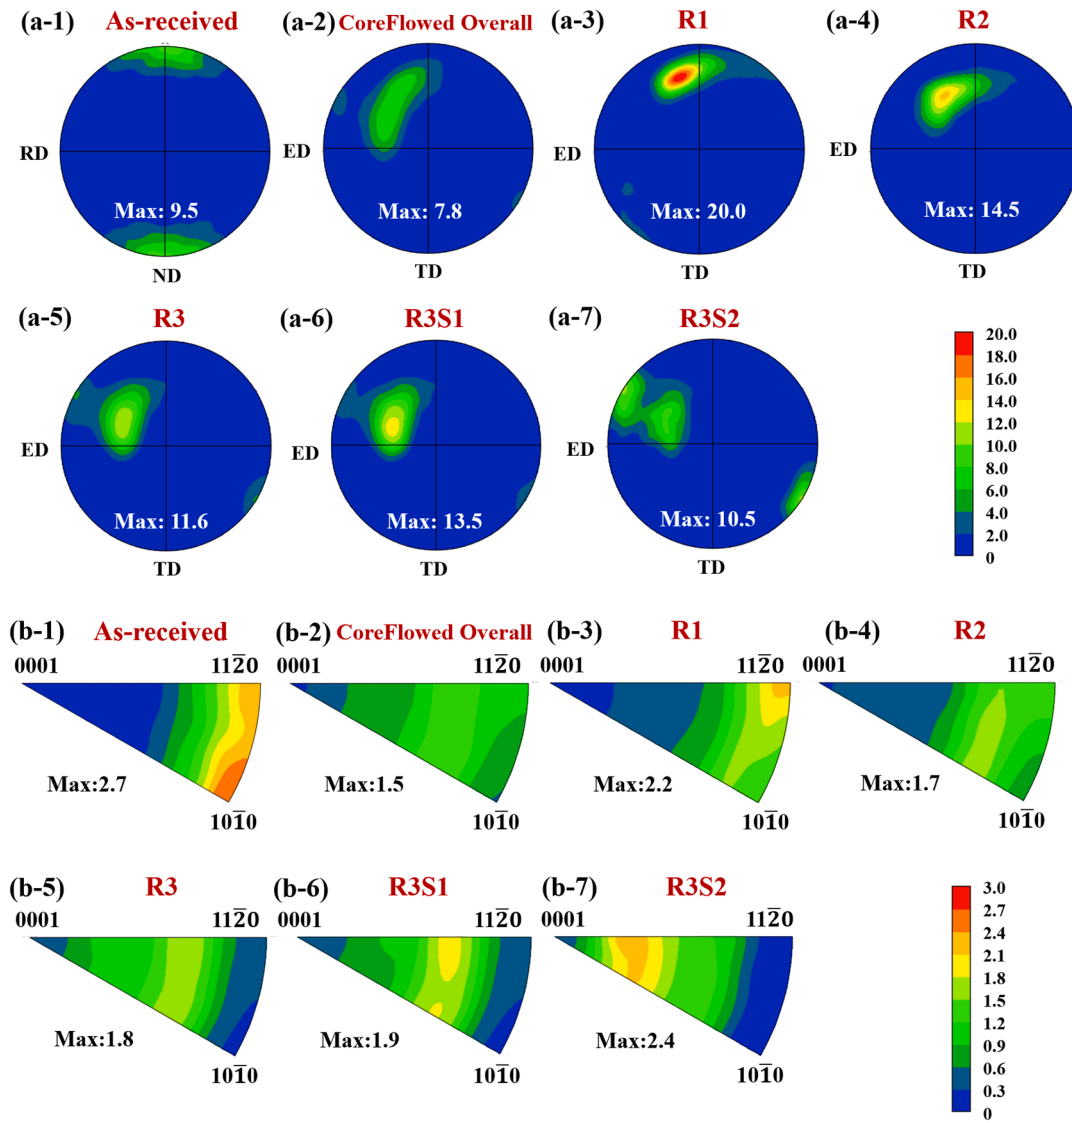 (a-1) As-received (a-2) CoreFlowed Overall (a-3) R1 (a-4) R2
RD ED ED ED
Max: 9.5 Max: 7.8 Max: 20.0 Max: 14.5
ND TD TD TD
(a-5) R3 (a-6) R3S1 (a-7) R3S2
20.0
18.0
16.0
14.0
12.0
10.0
8.0
6.0
4.0
2.0
0
ED ED ED
Max: 11.6 Max: 13.5 Max: 10.5
TD TD TD
(b-1) As-received (b-2) CoreFlowed Overall (b-3) R1 (b-4) R2
0001 112̄0 0001 112̄0 0001 112̄0 0001 112̄0
Max:2.7 Max:1.5 Max:2.2 Max:1.7
101̄0 101̄0 101̄0 101̄0
(b-5) R3 (b-6) R3S1 (b-7) R3S2
0001 112̄0 0001 112̄0 0001 112̄0
Max:1.8 Max:1.9 Max:2.4
101̄0 101̄0 101̄0
3.0
2.7
2.4
2.1
1.8
1.5
1.2
0.9
0.6
0.3
0